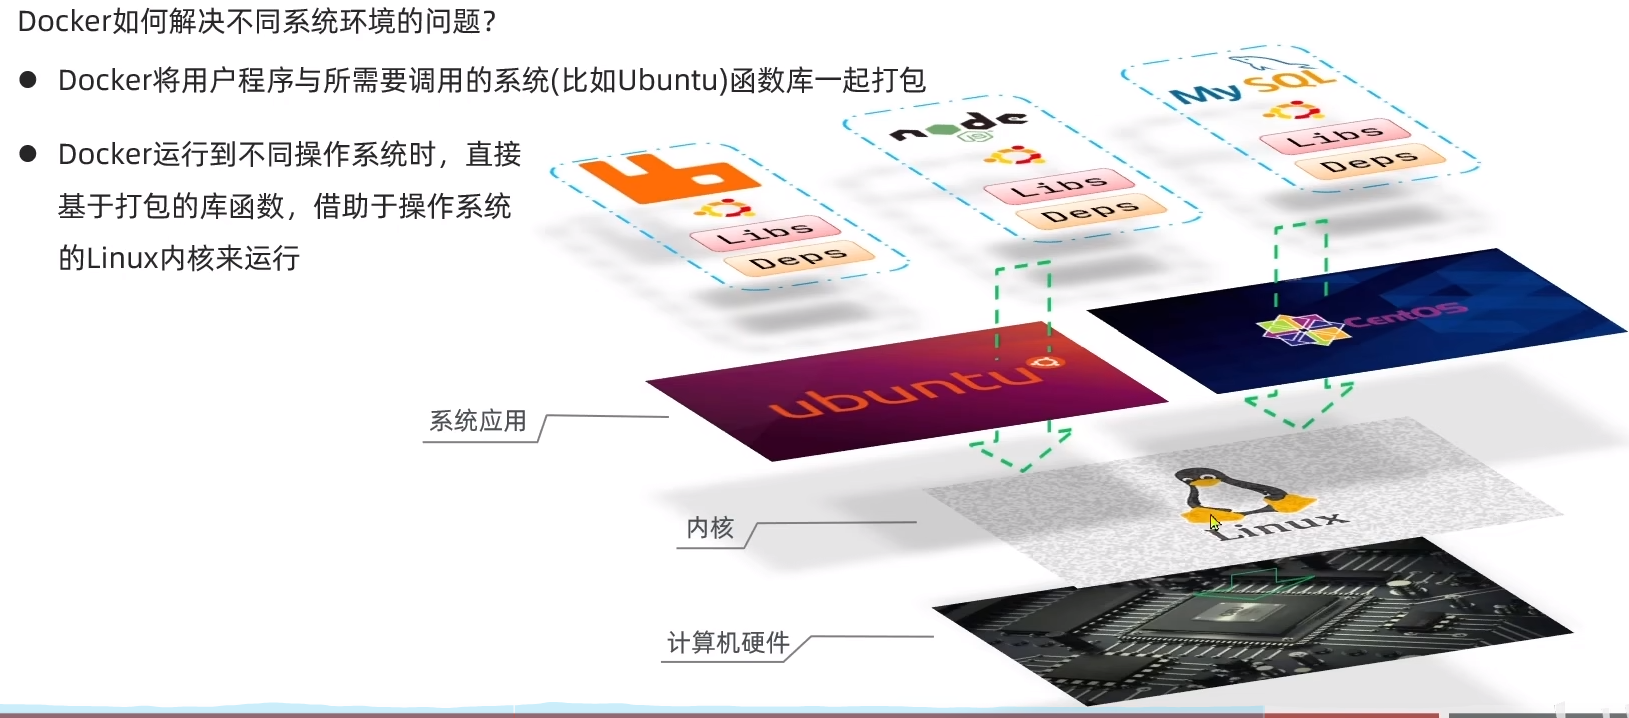 Docker如何解决不同系统环境的问题?
Docker将用户程序与所需要调用的系统(比如Ubuntu)函数库一起打包
Docker运行到不同操作系统时，直接
基于打包的库函数，借助于操作系统
的Linux内核来运行
MySQL
Libs
Deps
node
JS
Libs
Deps
Libs
Deps
CentOS
ubuntu
系统应用
内核
Linux
计算机硬件